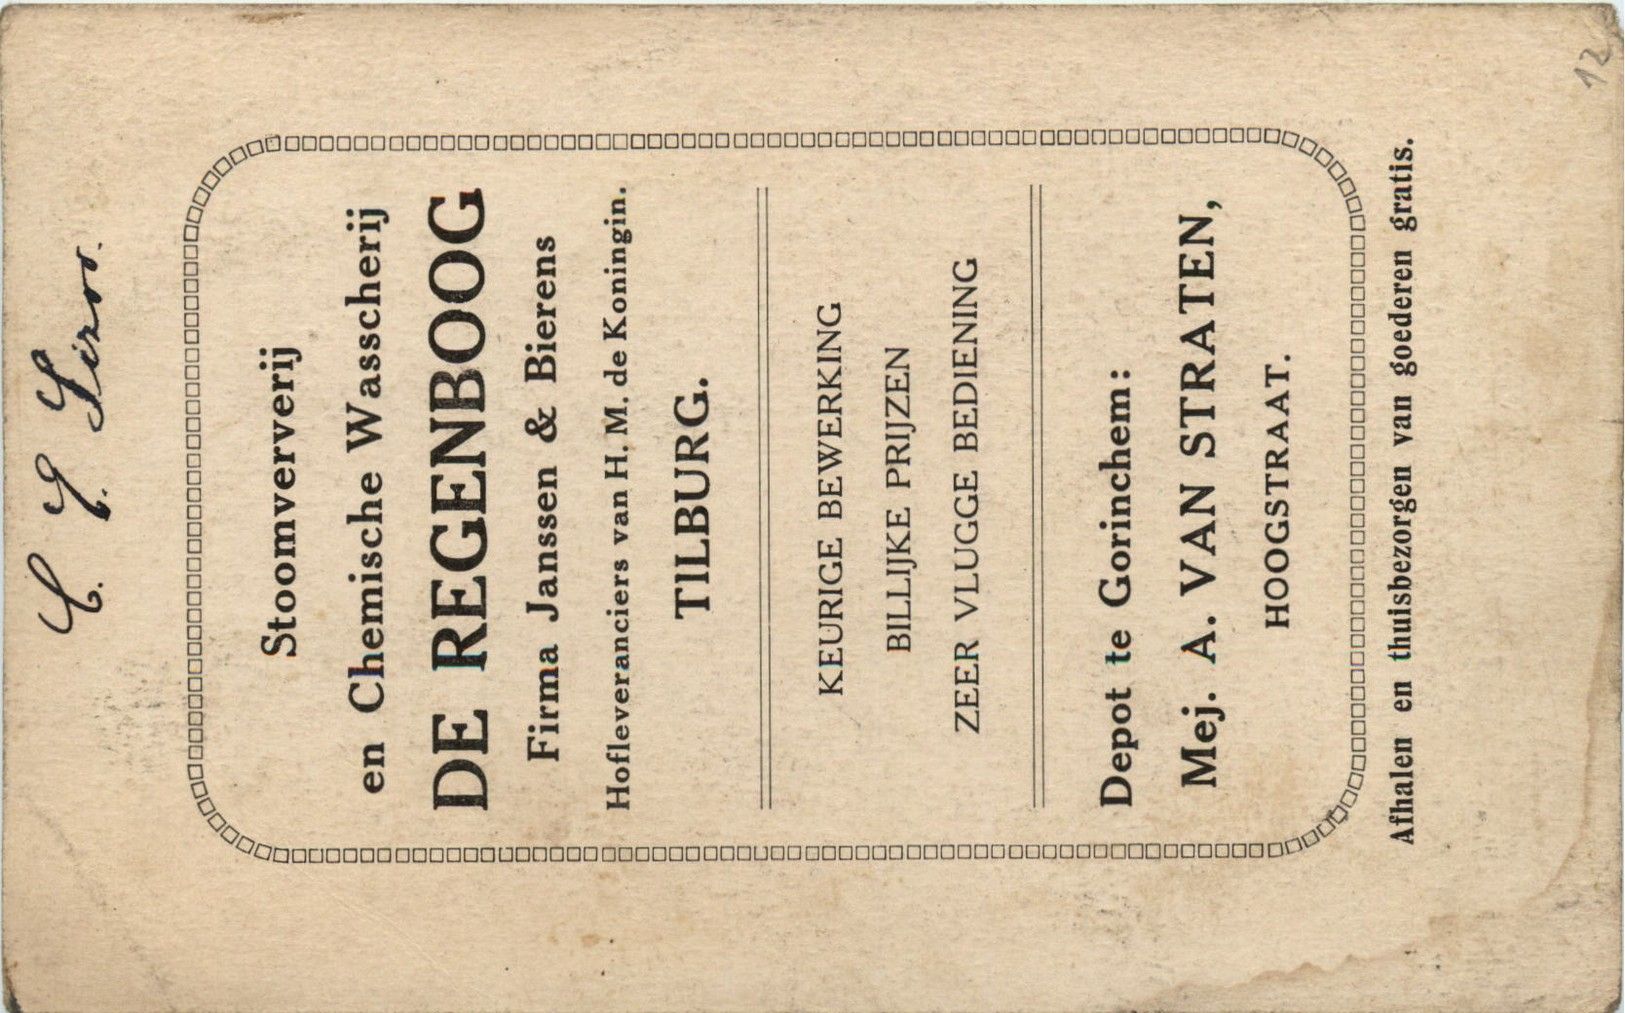 Stoomververij
en Chemische Wasscherij
DE REGENBOOG
Firma Janssen & Bierens
Hofleveranciers van H. M. de Koningin.
TILBURG.
KEURIGE BEWERKING
BILLIJKE PRIJZEN
ZEER VLUGGE BEDIENING
Depot te Gorinchem:
Mej. A. VAN STRATEN,
HOOGSTRAAT.
Afhalen en thuisbezorgen van goederen gratis.
12